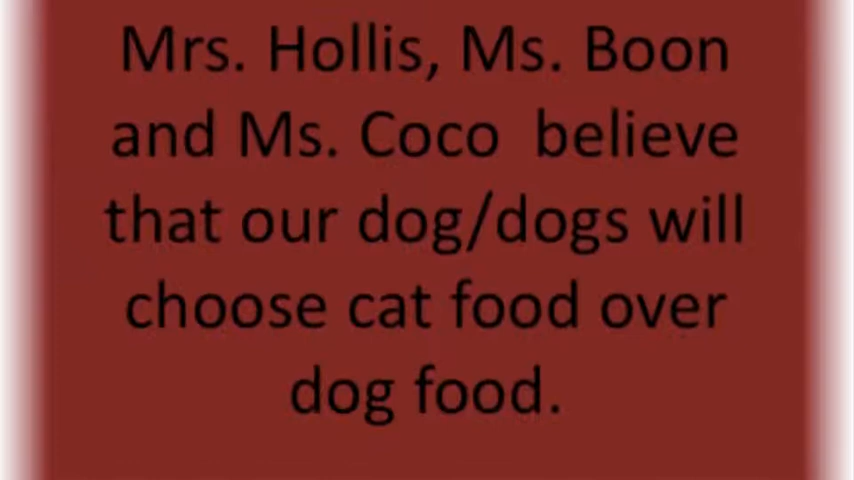 Mrs. Hollis, Ms. Boon
and Ms. Coco  believe
that our dog/dogs will
choose cat food over
dog food.